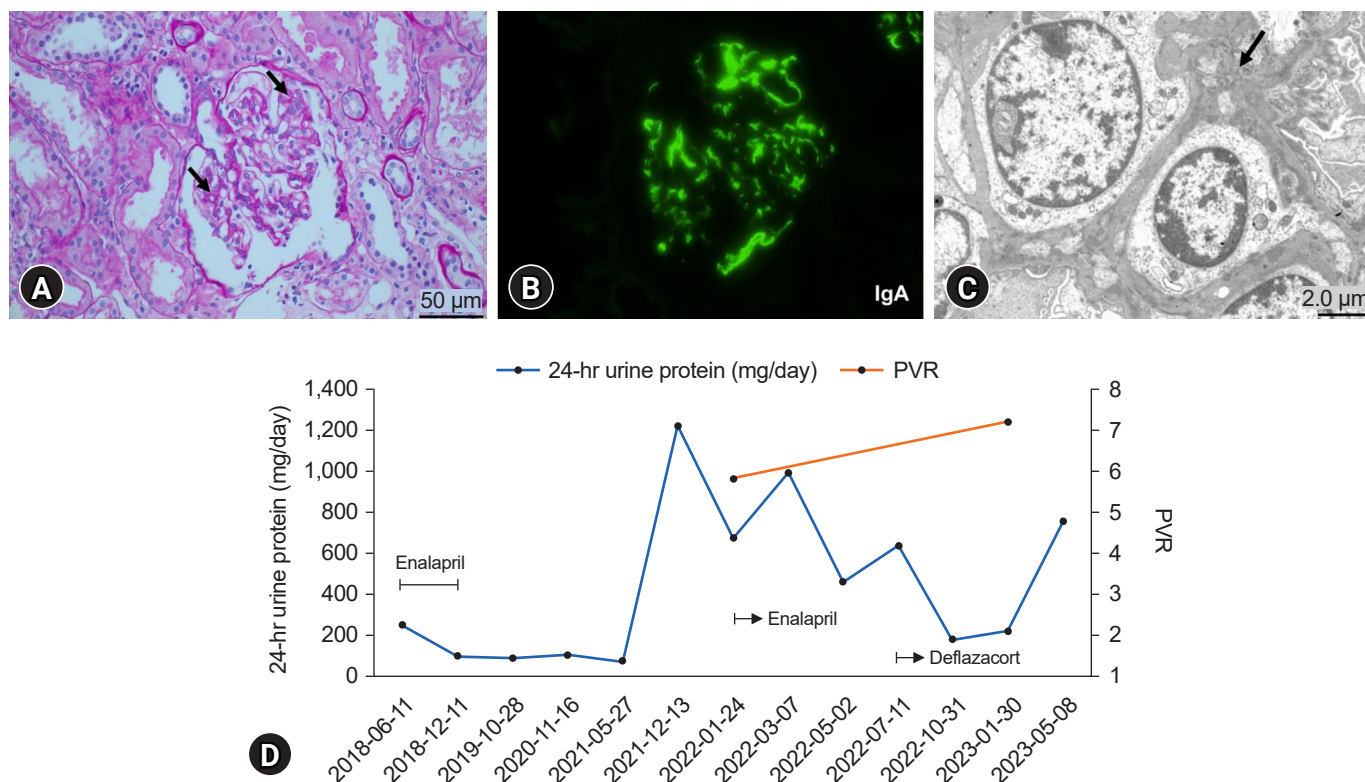 A
50 µm
B
IgA
C
2.0 µm
24-hr urine protein (mg/day)
PVR
24-hr urine protein (mg/day)
1,400
1,200
1,000
800
600
400
200
0
Enalapril
Enalapril
Deflazacort
8
7
6
5
4
3
2
1
PVR
2018-06-11
2018-12-11
2019-10-28
2020-11-16
2021-05-27
2021-12-13
2022-01-24
2022-03-07
2022-05-02
2022-07-11
2022-10-31
2023-01-30
2023-05-08
D